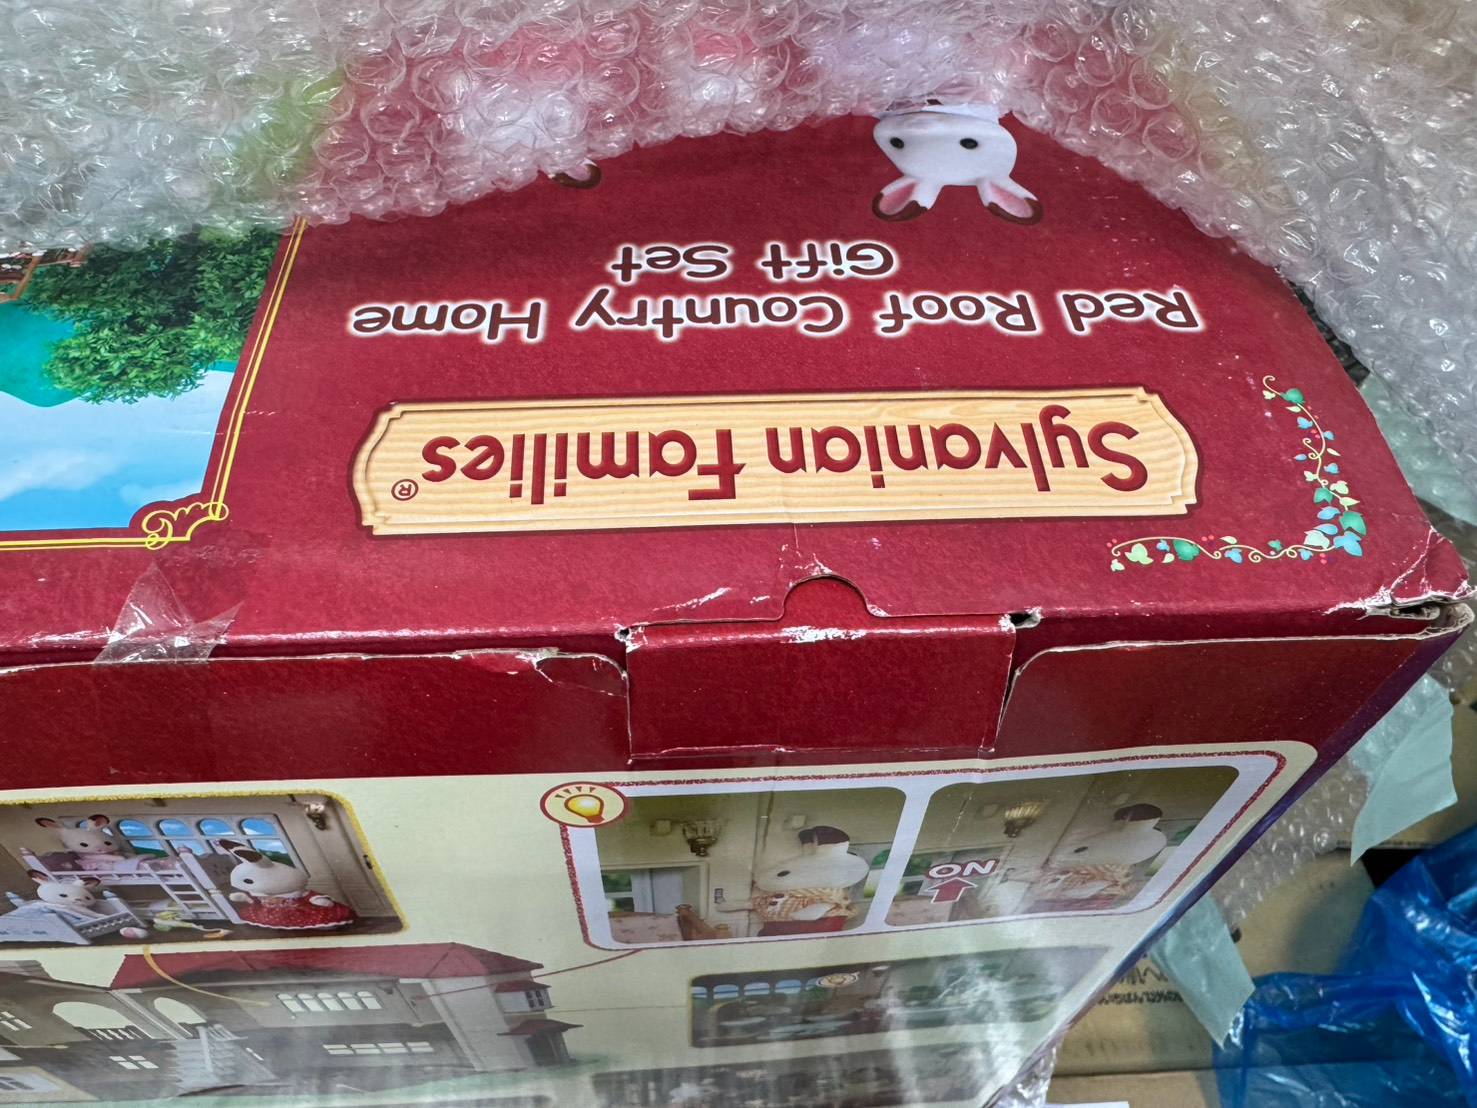 Sylvanian Families®
Red Roof Country Home
Gift Set
ON